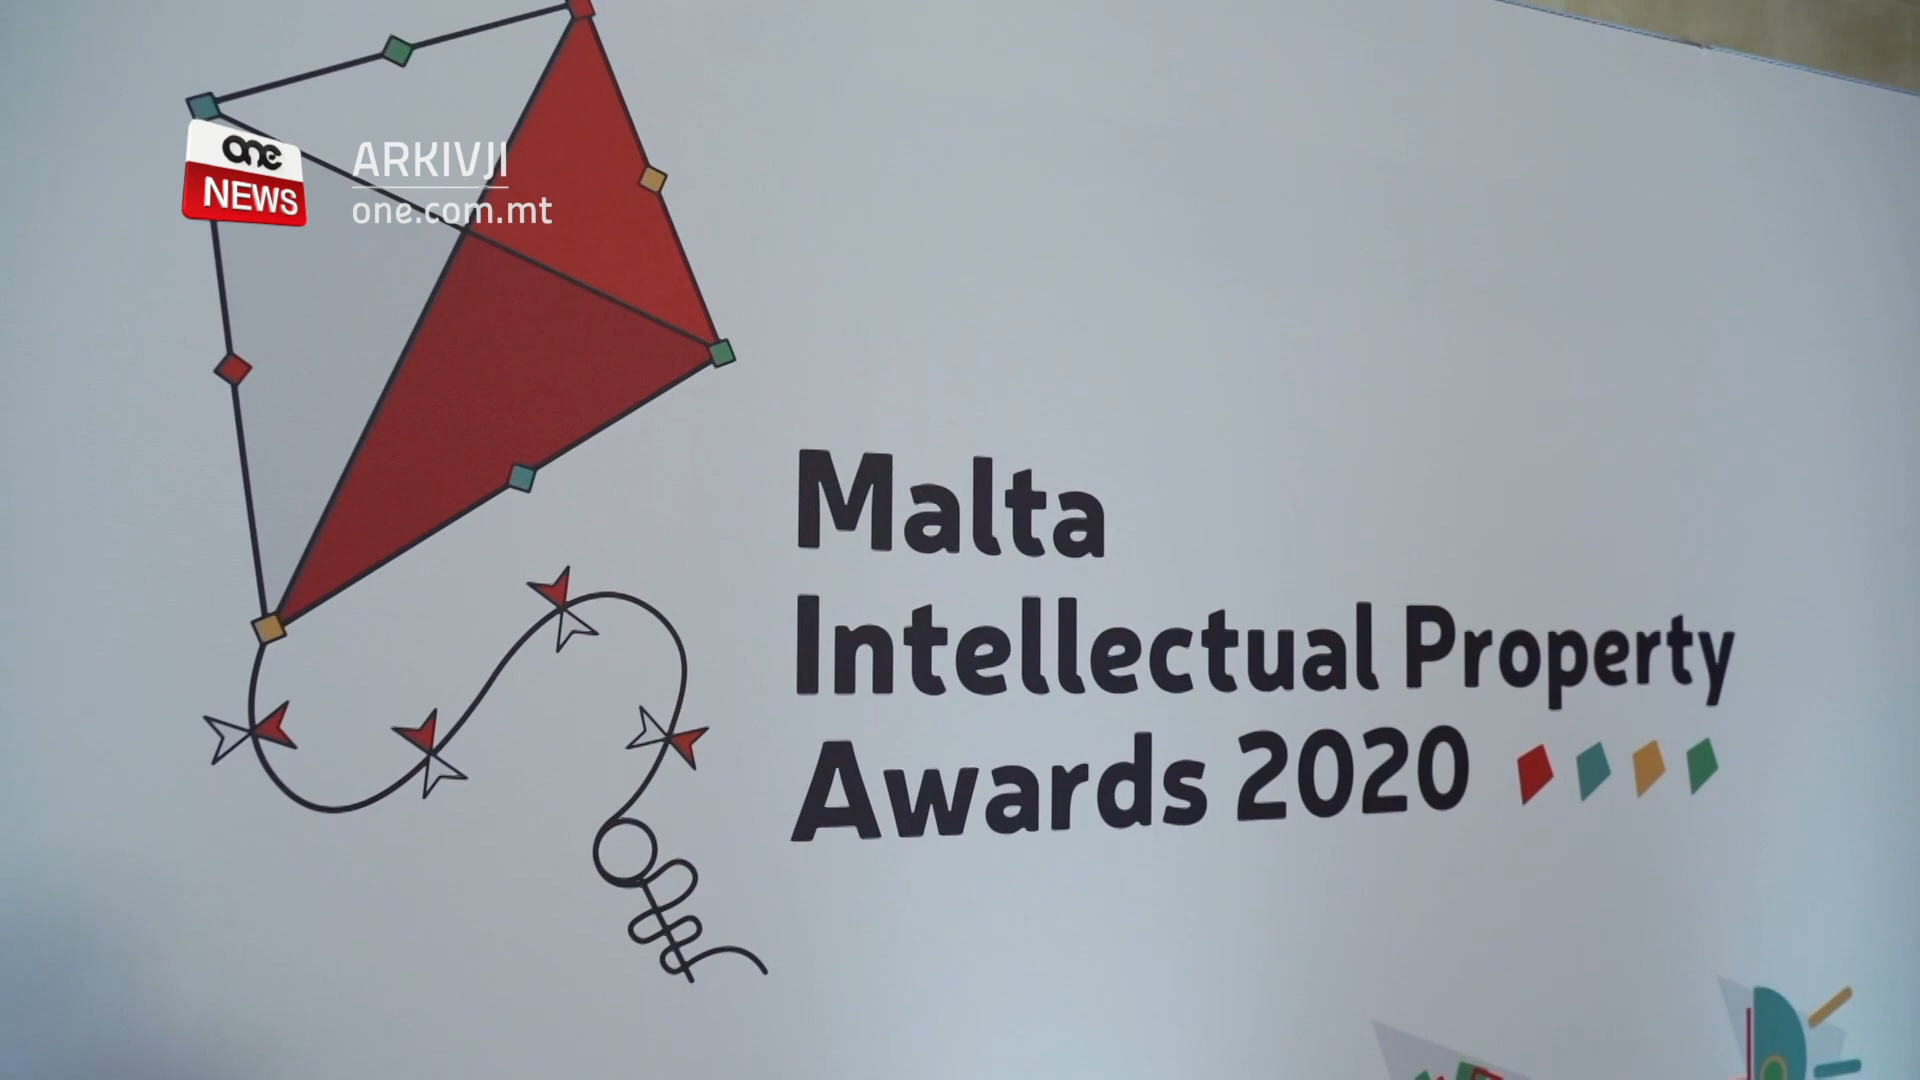 one
NEWS
ARKIVJI
one.com.mt
Malta
Intellectual Property
Awards 2020